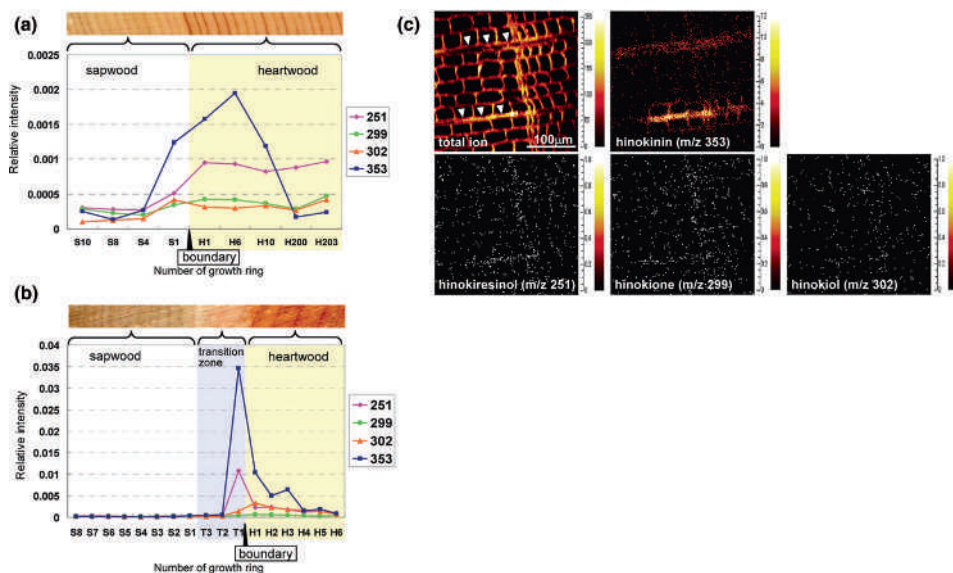 (a)
sapwood
heartwood
Relative intensity
0.0025
0.002
0.0015
0.001
0.0005
0
S10 S8 S4 S1 H1 H6 H10 H200 H203
boundary
Number of growth ring
251
299
302
353
(b)
sapwood
transition
zone
heartwood
Relative intensity
0.04
0.035
0.03
0.025
0.02
0.015
0.01
0.005
0
S8 S7 S6 S5 S4 S3 S2 S1 T3 T2 T1 H1 H2 H3 H4 H5 H6
boundary
Number of growth ring
251
299
302
353
(c)
total ion
100μm
hinokinin (m/z 353)
hinokiresinol (m/z 251)
hinokione (m/z 299)
hinokiol (m/z 302)